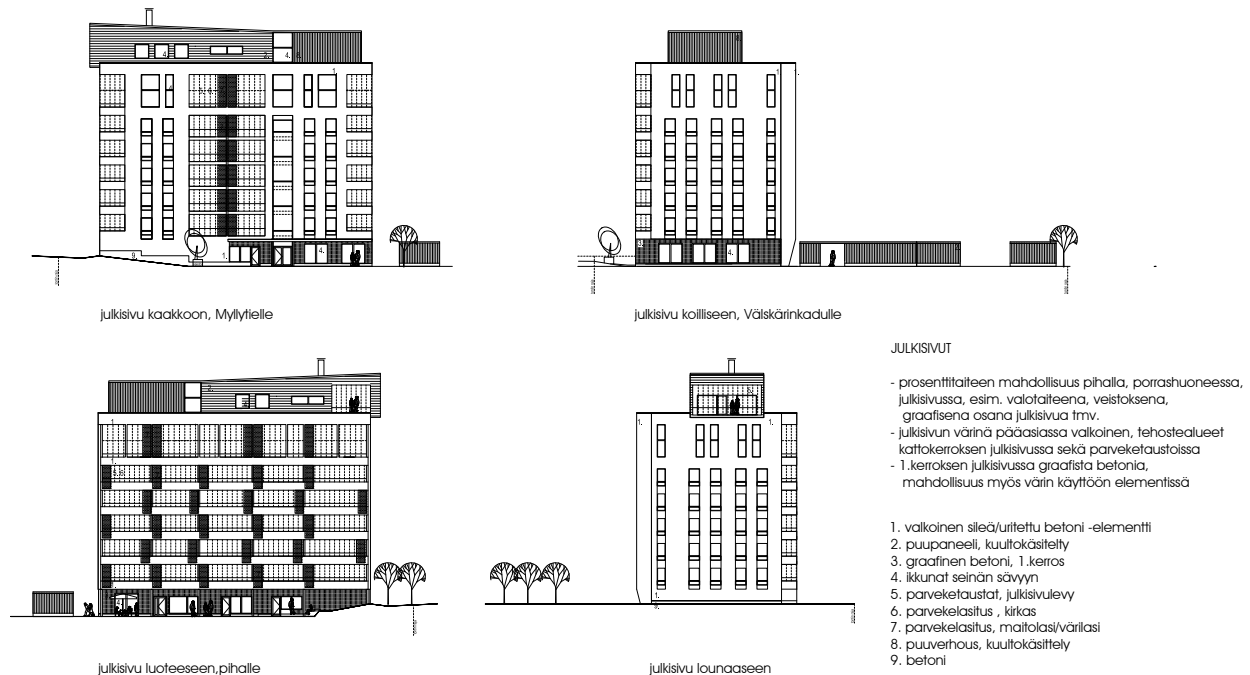 julkisivu kaakkoon, Myllytielle
julkisivu koilliseen, Välskärinkadulle
julkisivu luoteeseen,pihalle
julkisivu lounaaseen
JULKISIVUT
- prosenttitaiteen mahdollisuus pihalla, porrashuoneessa,
julkisivussa, esim. valotaiteena, veistoksena,
graafisena osana julkisivua tmv.
- julkisivun värinä pääasiassa valkoinen, tehostealueet
kattokerroksen julkisivussa sekä parveketaustoissa
- 1.kerroksen julkisivussa graafista betonia,
mahdollisuus myös värin käyttöön elementissä
1. valkoinen sileä/uritettu betoni -elementti
2. puupaneeli, kuultokäsitelty
3. graafinen betoni, 1.kerros
4. ikkunat seinän sävyyn
5. parveketaustat, julkisivulevy
6. parvekelasitus , kirkas
7. parvekelasitus, maitolasi/värilasi
8. puuverhous, kuultokäsittely
9. betoni